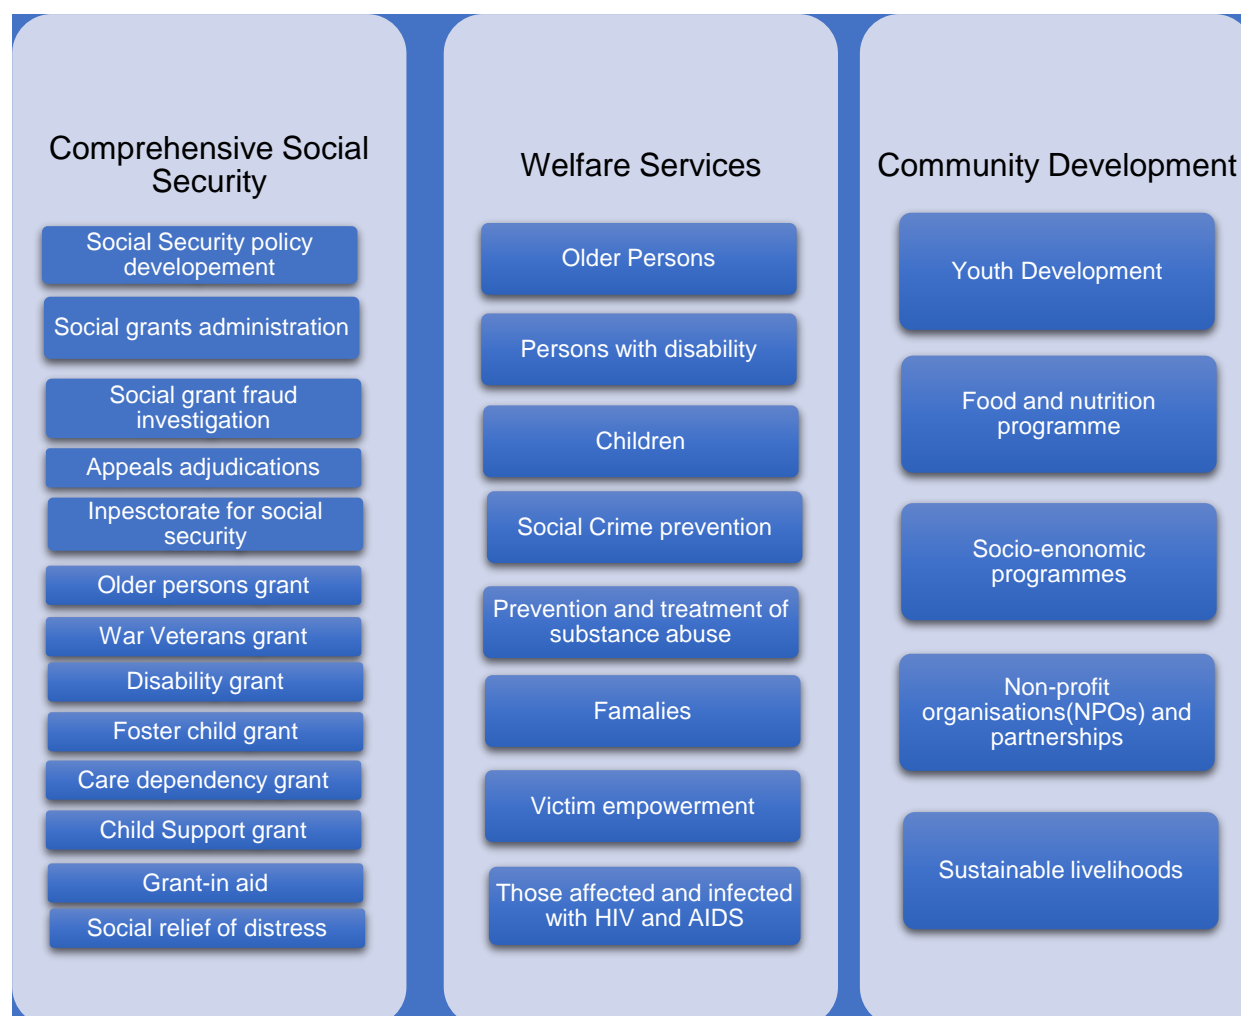 Comprehensive Social
Security
Social Security policy
developement
Social grants administration
Social grant fraud
investigation
Appeals adjudications
Inpesctorate for social
security
Older persons grant
War Veterans grant
Disability grant
Foster child grant
Care dependency grant
Child Support grant
Grant-in aid
Social relief of distress
Welfare Services
Older Persons
Persons with disability
Children
Social Crime prevention
Prevention and treatment of
substance abuse
Famalies
Victim empowerment
Those affected and infected
with HIV and AIDS
Community Development
Youth Development
Food and nutrition
programme
Socio-enonomic
programmes
Non-profit
organisations(NPOs) and
partnerships
Sustainable livelihoods